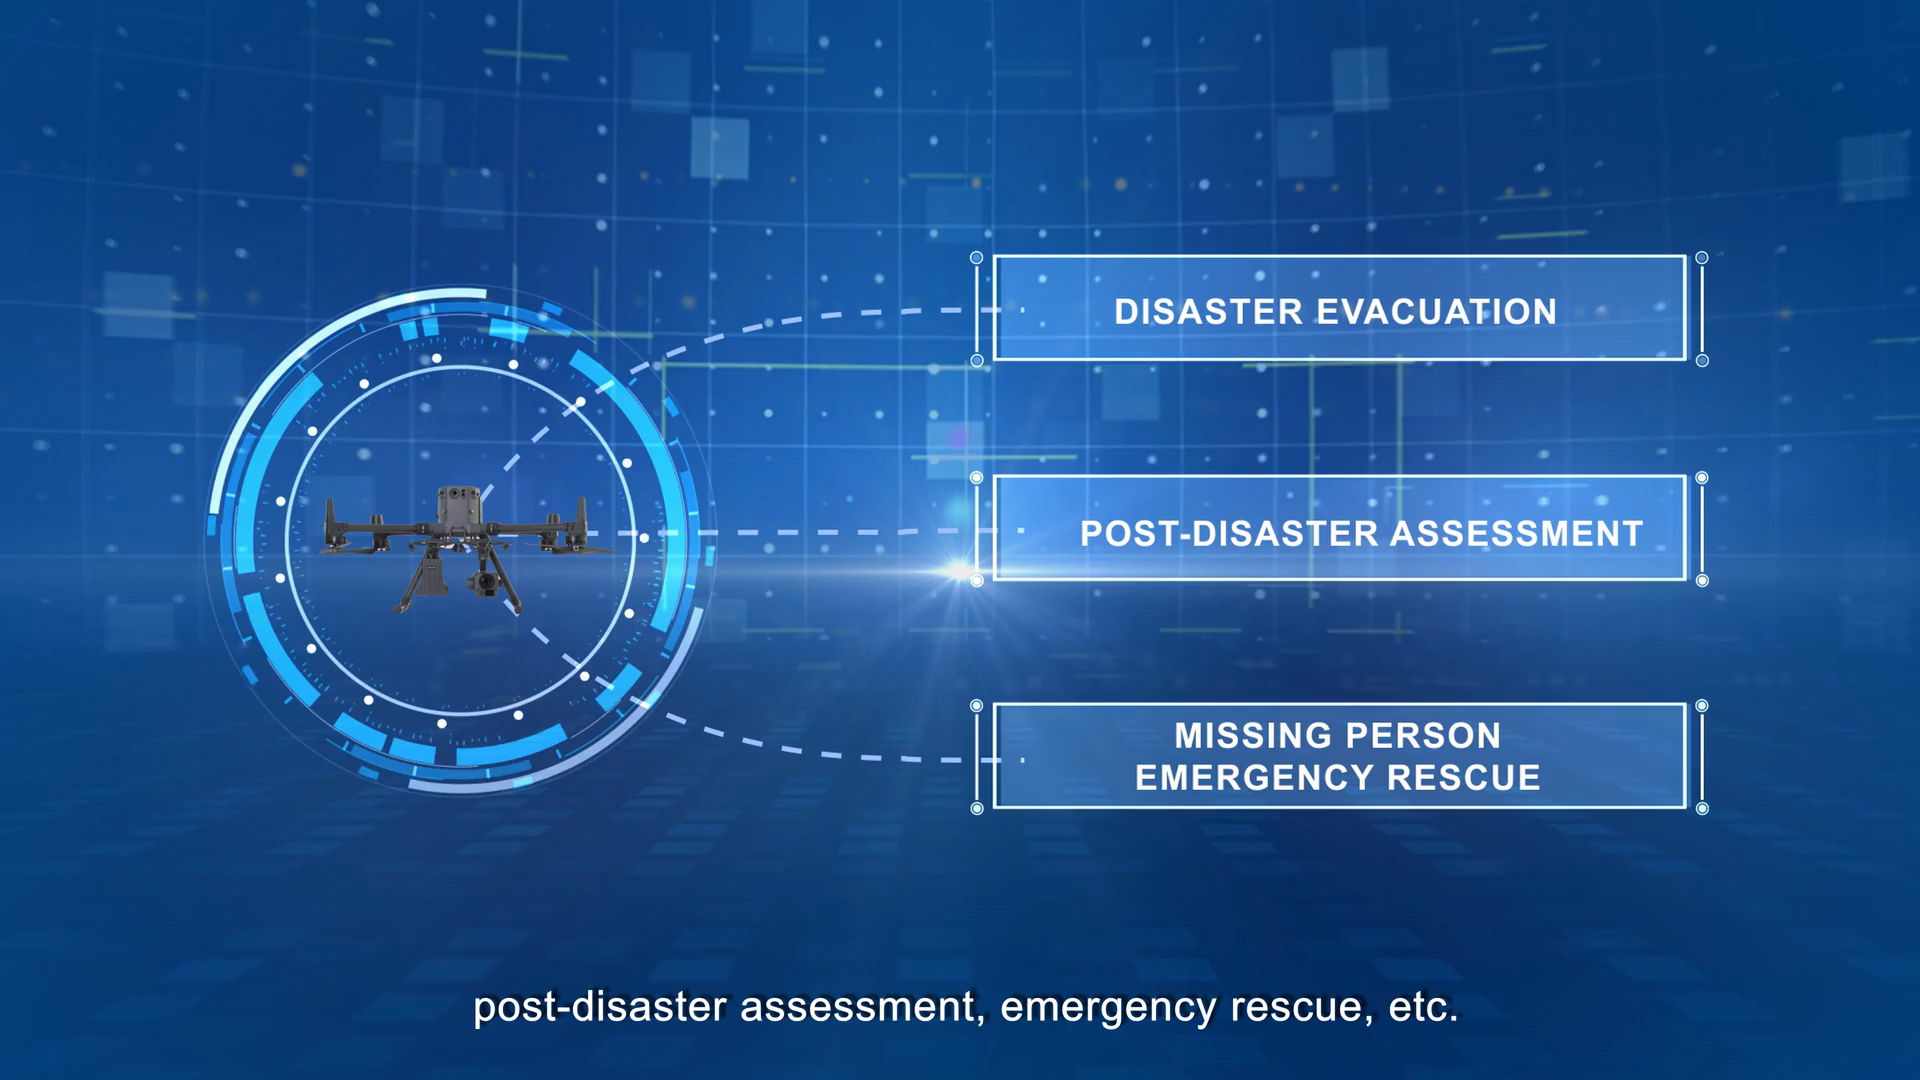 DISASTER EVACUATION
POST-DISASTER ASSESSMENT
MISSING PERSON
EMERGENCY RESCUE
post-disaster assessment, emergency rescue, etc.